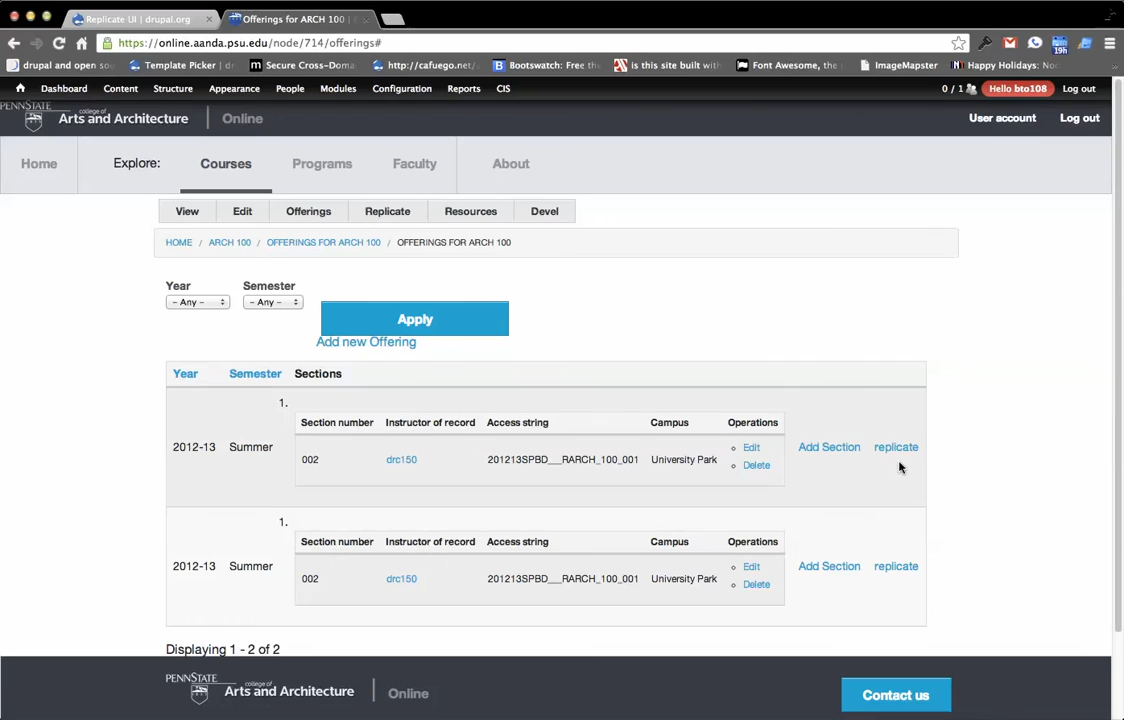 Replicate UI | drupal.org
Offerings for ARCH 100 |
https://online.aanda.psu.edu/node/714/offerings#
19h
drupal and open sou
Template Picker | d
Secure Cross-Doma
http://cafuego.net/
Bootswatch: Free th
is this site built with
Font Awesome, the
ImageMapster
Happy Holidays: No
Dashboard Content Structure Appearance People Modules Configuration Reports CIS
0 / 1 Hello bto108 Log out
PENNSTATE
college of
Arts and Architecture | Online
User account Log out
Home Explore: Courses Programs Faculty About
View Edit Offerings Replicate Resources Devel
HOME / ARCH 100 / OFFERINGS FOR ARCH 100 / OFFERINGS FOR ARCH 100
Year Semester
- Any - - Any -
Apply
Add new Offering
Year Semester Sections
1.
Section number Instructor of record Access string Campus Operations
2012-13 Summer
002 drc150 201213SPBD___RARCH_100_001 University Park
Edit
Delete
Add Section replicate
1.
Section number Instructor of record Access string Campus Operations
2012-13 Summer
002 drc150 201213SPBD___RARCH_100_001 University Park
Edit
Delete
Add Section replicate
Displaying 1 - 2 of 2
PENNSTATE
college of
Arts and Architecture | Online
Contact us